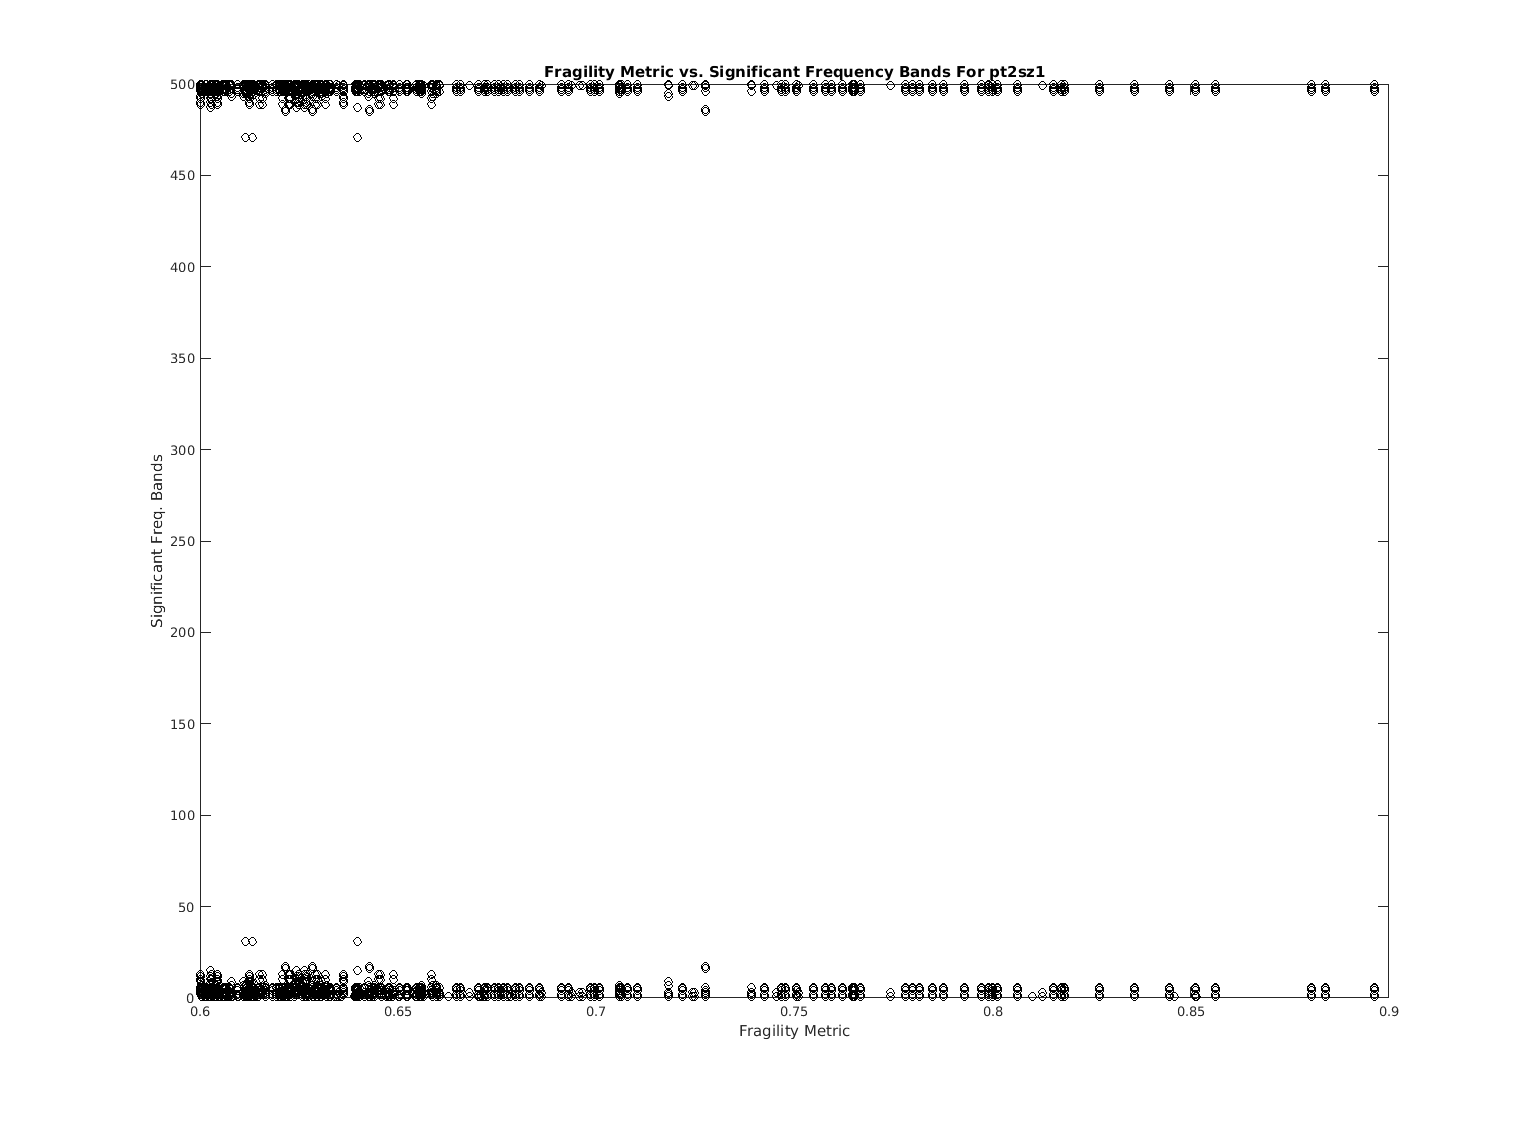 Fragility Metric vs. Significant Frequency Bands For pt2sz1
500
450
400
350
300
250
200
150
100
50
0
Significant Freq. Bands
0.6 0.65 0.7 0.75 0.8 0.85 0.9
Fragility Metric